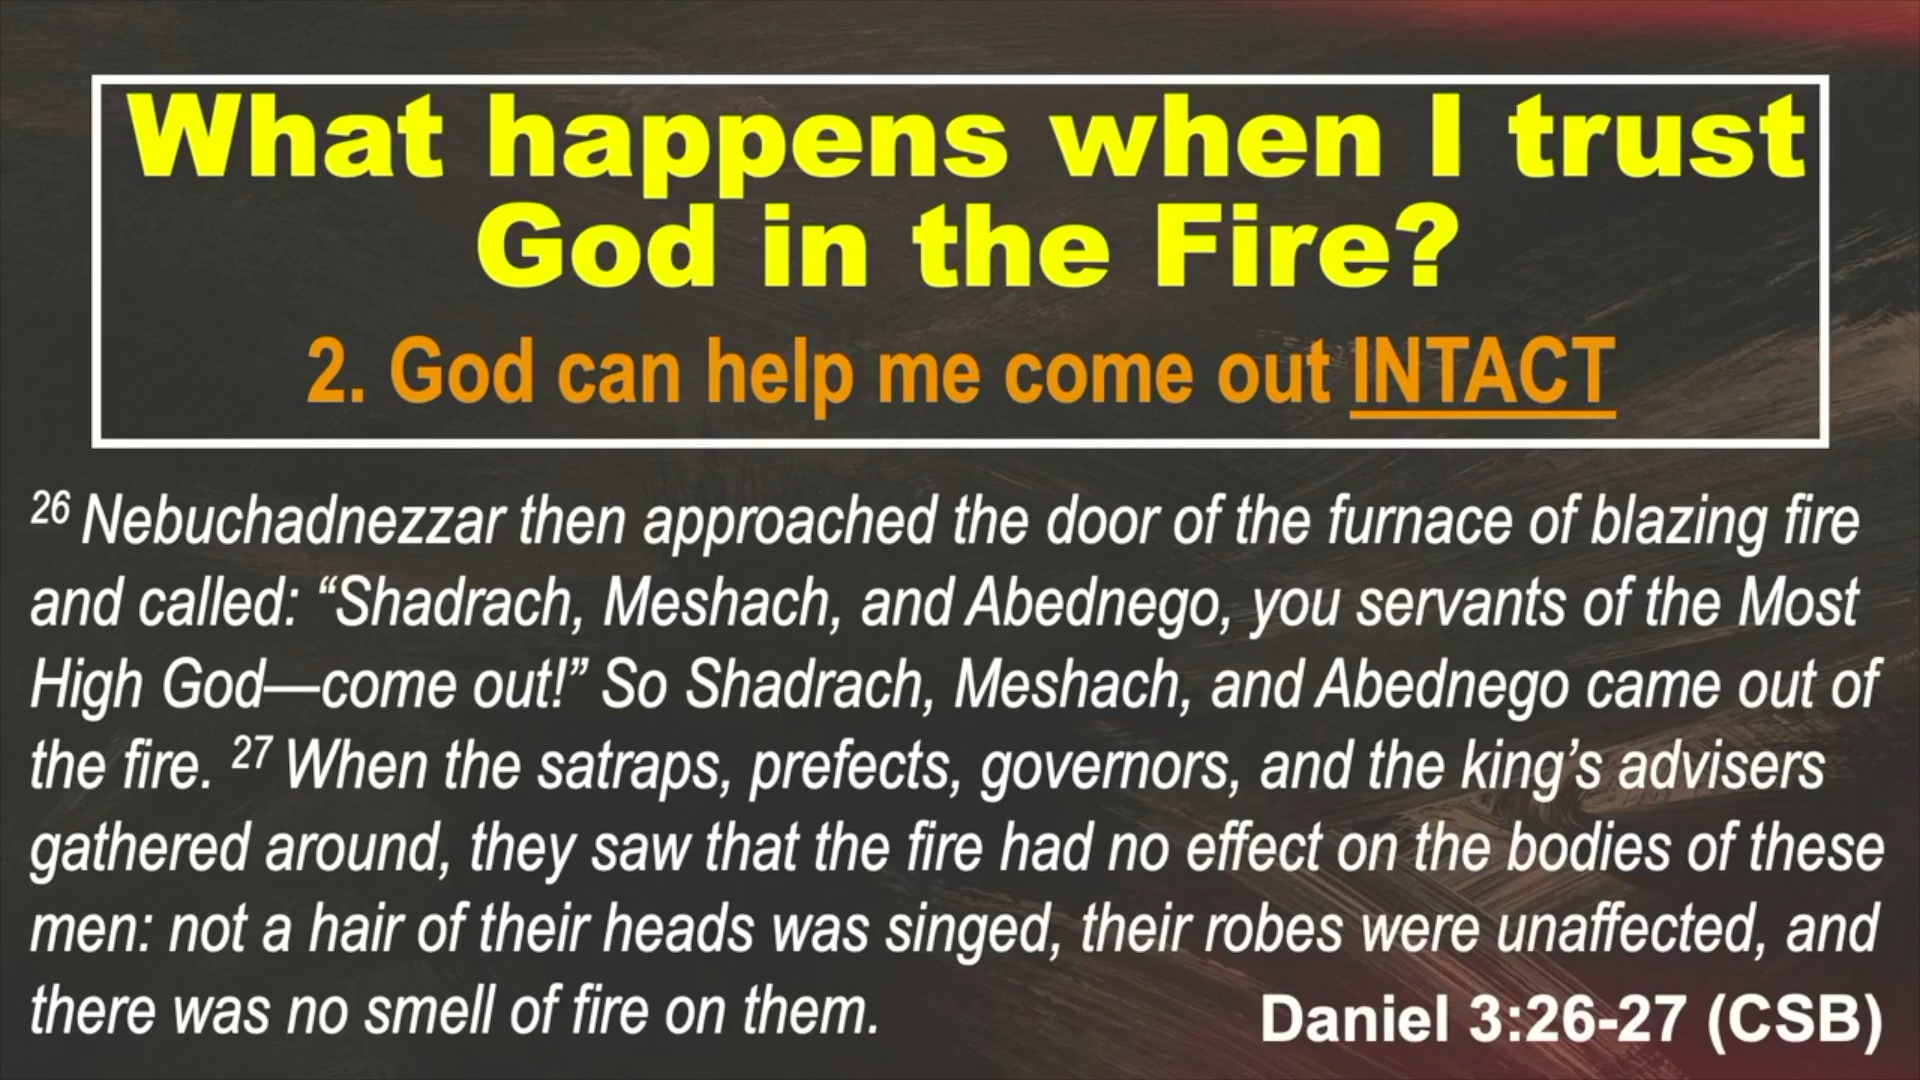 What happens when I trust
God in the Fire?
2. God can help me come out INTACT
26 Nebuchadnezzar then approached the door of the furnace of blazing fire
and called: “Shadrach, Meshach, and Abednego, you servants of the Most
High God—come out!” So Shadrach, Meshach, and Abednego came out of
the fire. 27 When the satraps, prefects, governors, and the king’s advisers
gathered around, they saw that the fire had no effect on the bodies of these
men: not a hair of their heads was singed, their robes were unaffected, and
there was no smell of fire on them.
Daniel 3:26-27 (CSB)